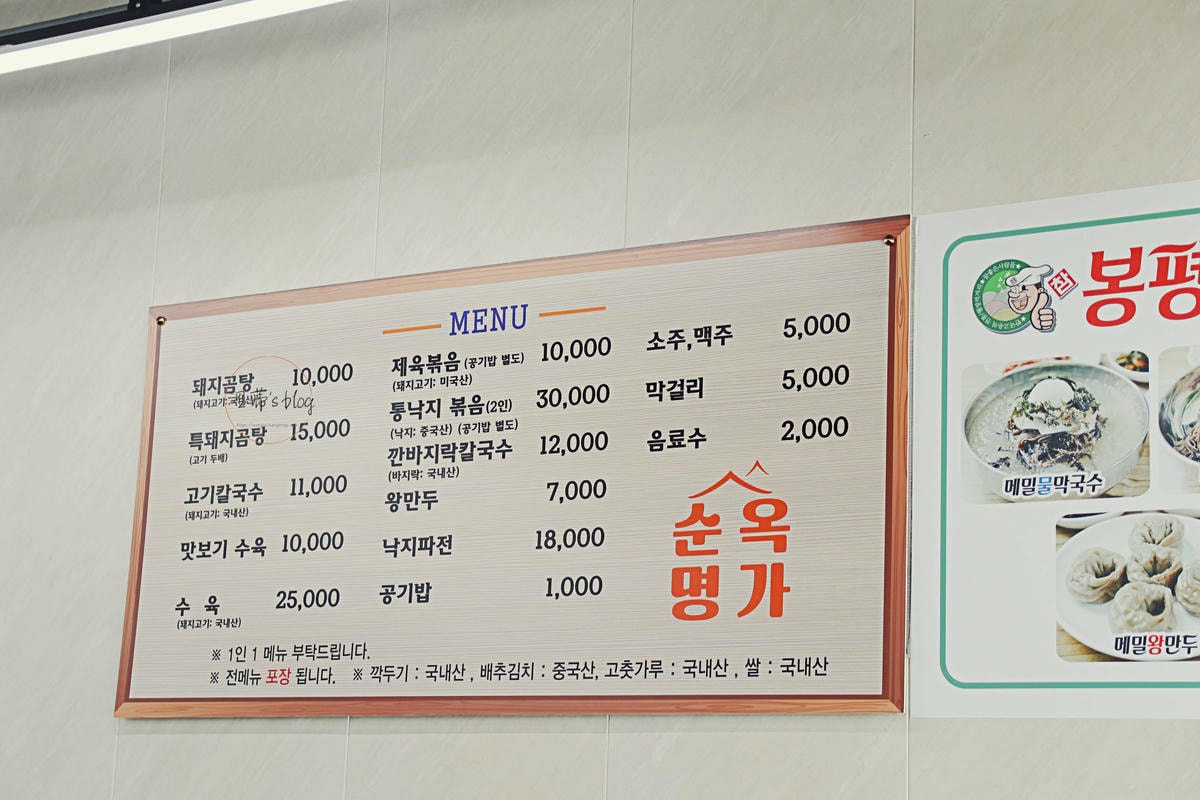 MENU
돼지곰탕 10,000
(돼지고기: 국내산)
특돼지곰탕 15,000
(고기 두배)
고기칼국수 11,000
(돼지고기: 국내산)
맛보기 수육 10,000
수 육 25,000
(돼지고기: 국내산)
제육볶음 (공기밥 별도) 10,000
(돼지고기: 미국산)
통낙지 볶음(2인) 30,000
(낙지: 중국산) (공기밥 별도)
깐바지락칼국수 12,000
(바지락: 국내산)
왕만두 7,000
낙지파전 18,000
공기밥 1,000
소주,맥주 5,000
막걸리 5,000
음료수 2,000
순옥
명가
※ 1인 1 메뉴 부탁드립니다.
※ 전메뉴 포장 됩니다. ※ 깍두기 : 국내산 , 배추김치 : 중국산, 고춧가루 : 국내산 , 쌀 : 국내산
's blog
봉평
메밀물막국수
메밀왕만두